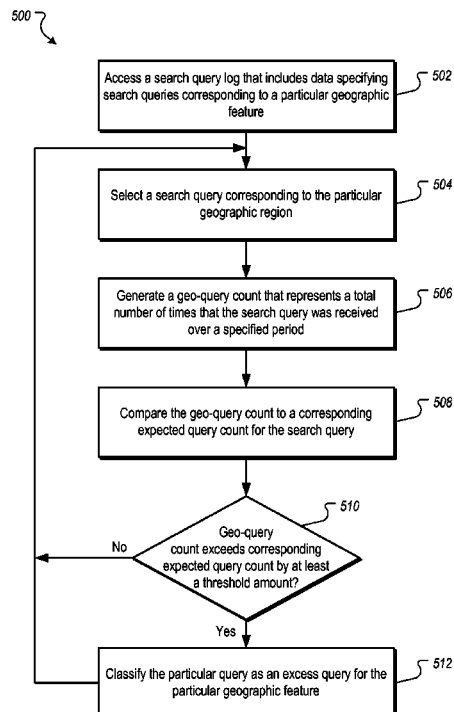 500
Access a search query log that includes data specifying
search queries corresponding to a particular geographic
feature
502
Select a search query corresponding to the particular
geographic region
504
Generate a geo-query count that represents a total
number of times that the search query was received
over a specified period
506
Compare the geo-query count to a corresponding
expected query count for the search query
508
510
Geo-query
count exceeds corresponding
expected query count by at least
a threshold amount?
No
Yes
Classify the particular query as an excess query for the
particular geographic feature
512